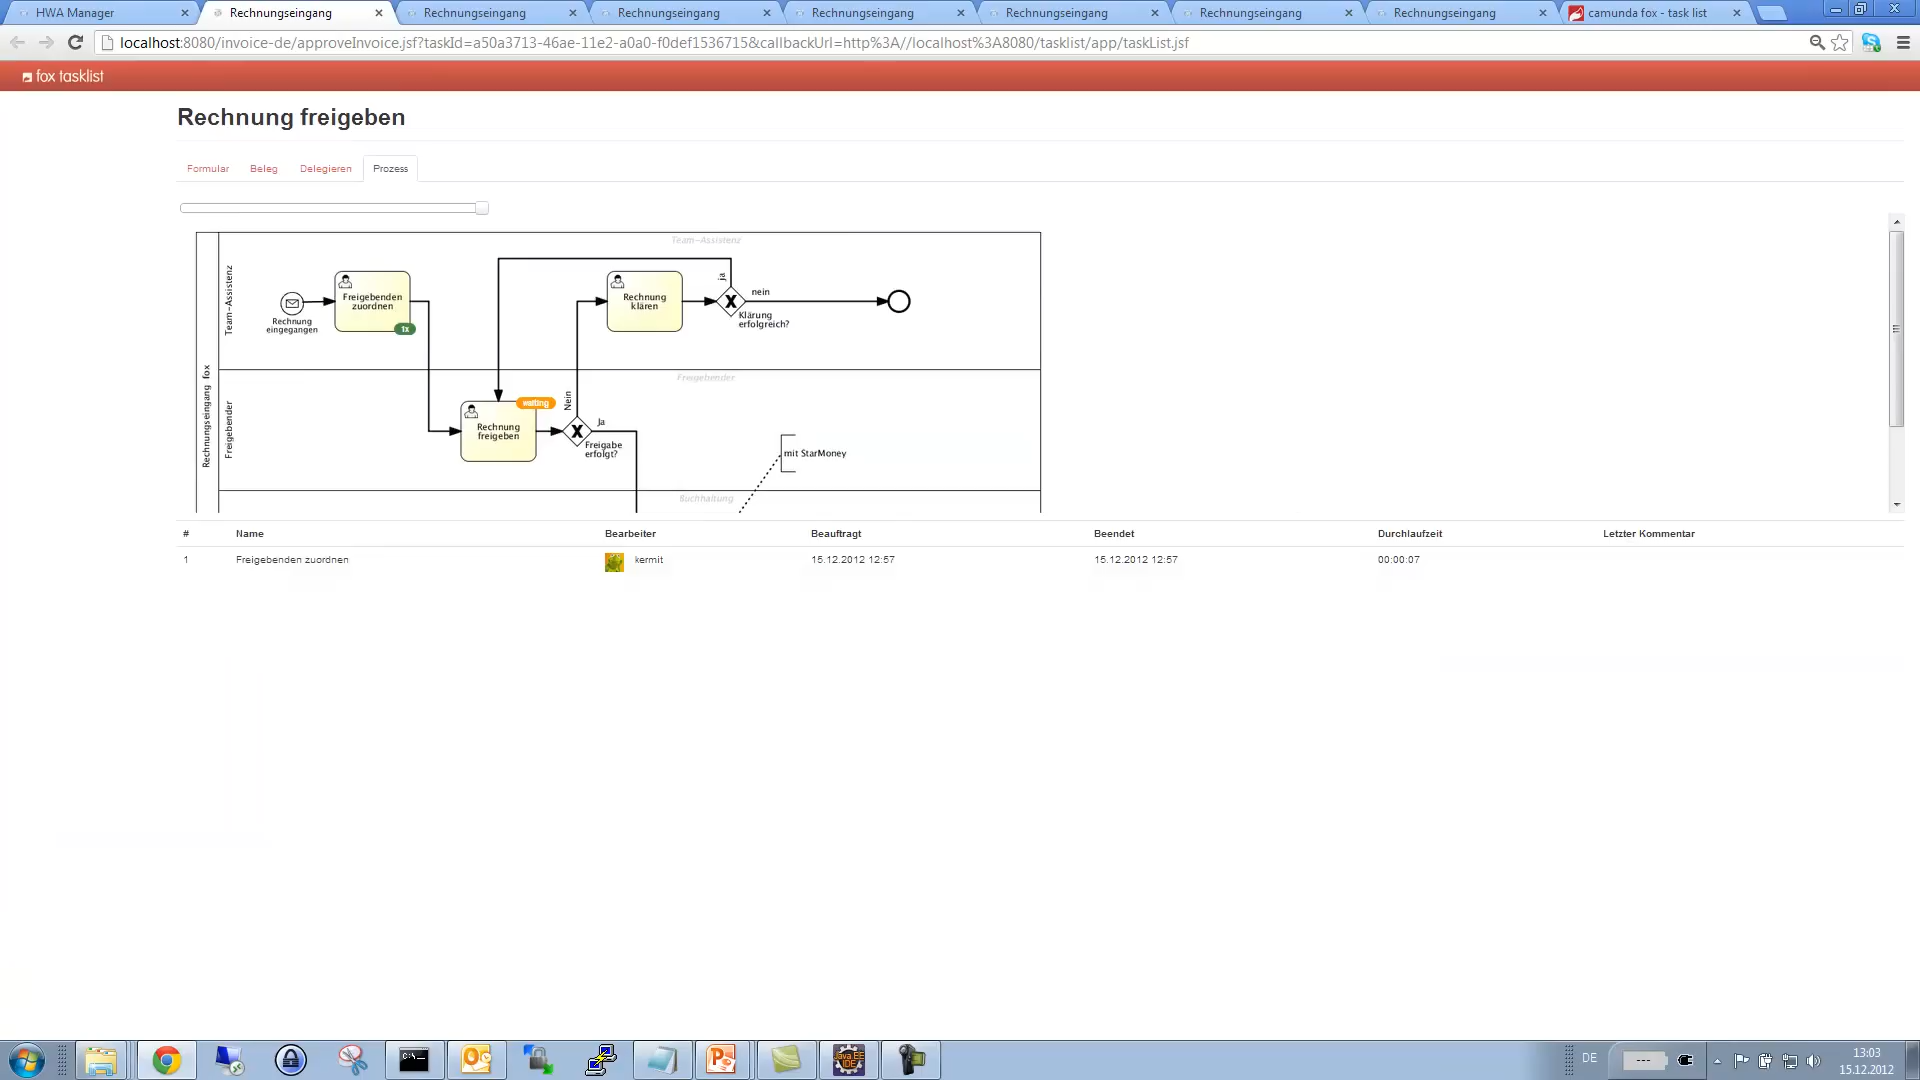 HWA Manager
Rechnungseingang
Rechnungseingang
Rechnungseingang
Rechnungseingang
Rechnungseingang
Rechnungseingang
Rechnungseingang
camunda fox - task list
localhost:8080/invoice-de/approveInvoice.jsf?taskId=a50a3713-46ae-11e2-a0a0-f0def1536715&callbackUrl=http%3A//localhost%3A8080/tasklist/app/taskList.jsf
fox tasklist
Rechnung freigeben
Formular
Beleg
Delegieren
Prozess
Rechnungseingang fox
Team-Assistenz
Team-Assistenz
Rechnung
eingegangen
Freigebenden
zuordnen
1x
Rechnung
klären
ja
nein
Klärung
erfolgreich?
Freigebender
Freigebender
Rechnung
freigeben
waiting
Nein
Ja
Freigabe
erfolgt?
mit StarMoney
Buchhaltung
# Name Bearbeiter Beauftragt Beendet Durchlaufzeit Letzter Kommentar
1 Freigebenden zuordnen kermit 15.12.2012 12:57 15.12.2012 12:57 00:00:07
C:\_
Java EE
IDE
DE
---
13:03
15.12.2012